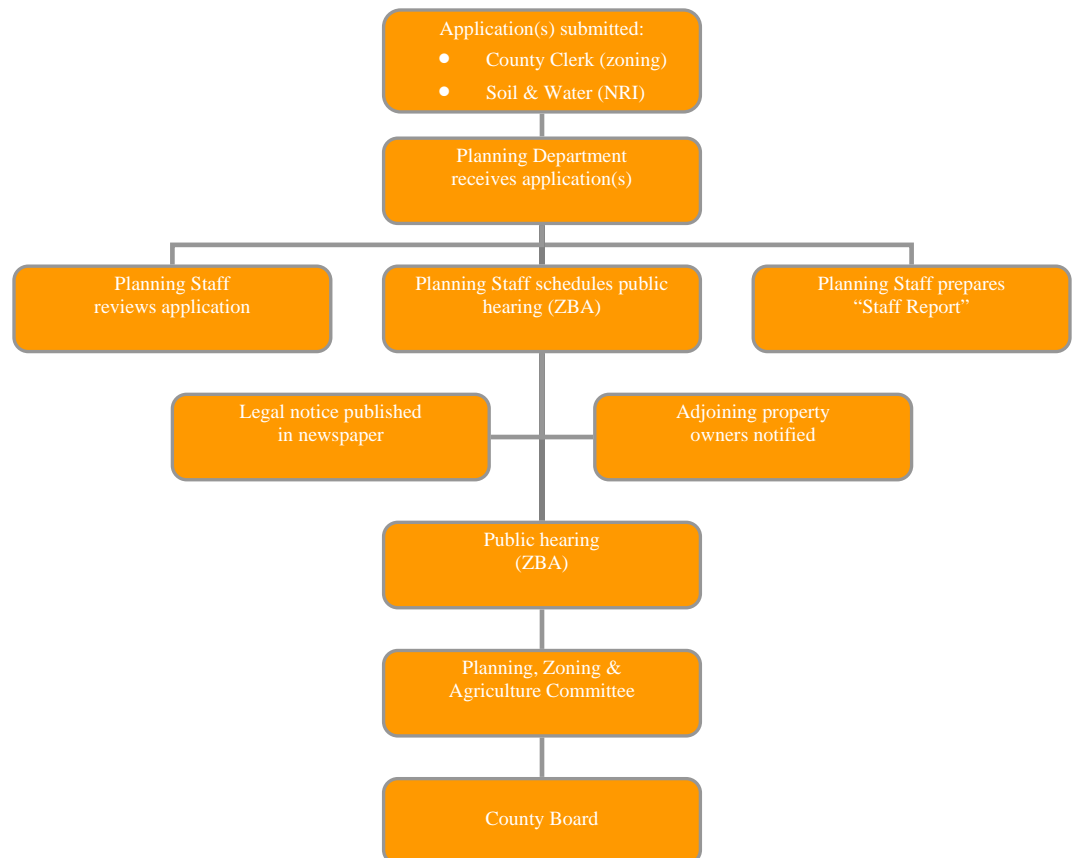 Application(s) submitted:
● County Clerk (zoning)
● Soil & Water (NRI)
Planning Department
receives application(s)
Planning Staff
reviews application
Planning Staff schedules public
hearing (ZBA)
Planning Staff prepares
“Staff Report”
Legal notice published
in newspaper
Adjoining property
owners notified
Public hearing
(ZBA)
Planning, Zoning &
Agriculture Committee
County Board